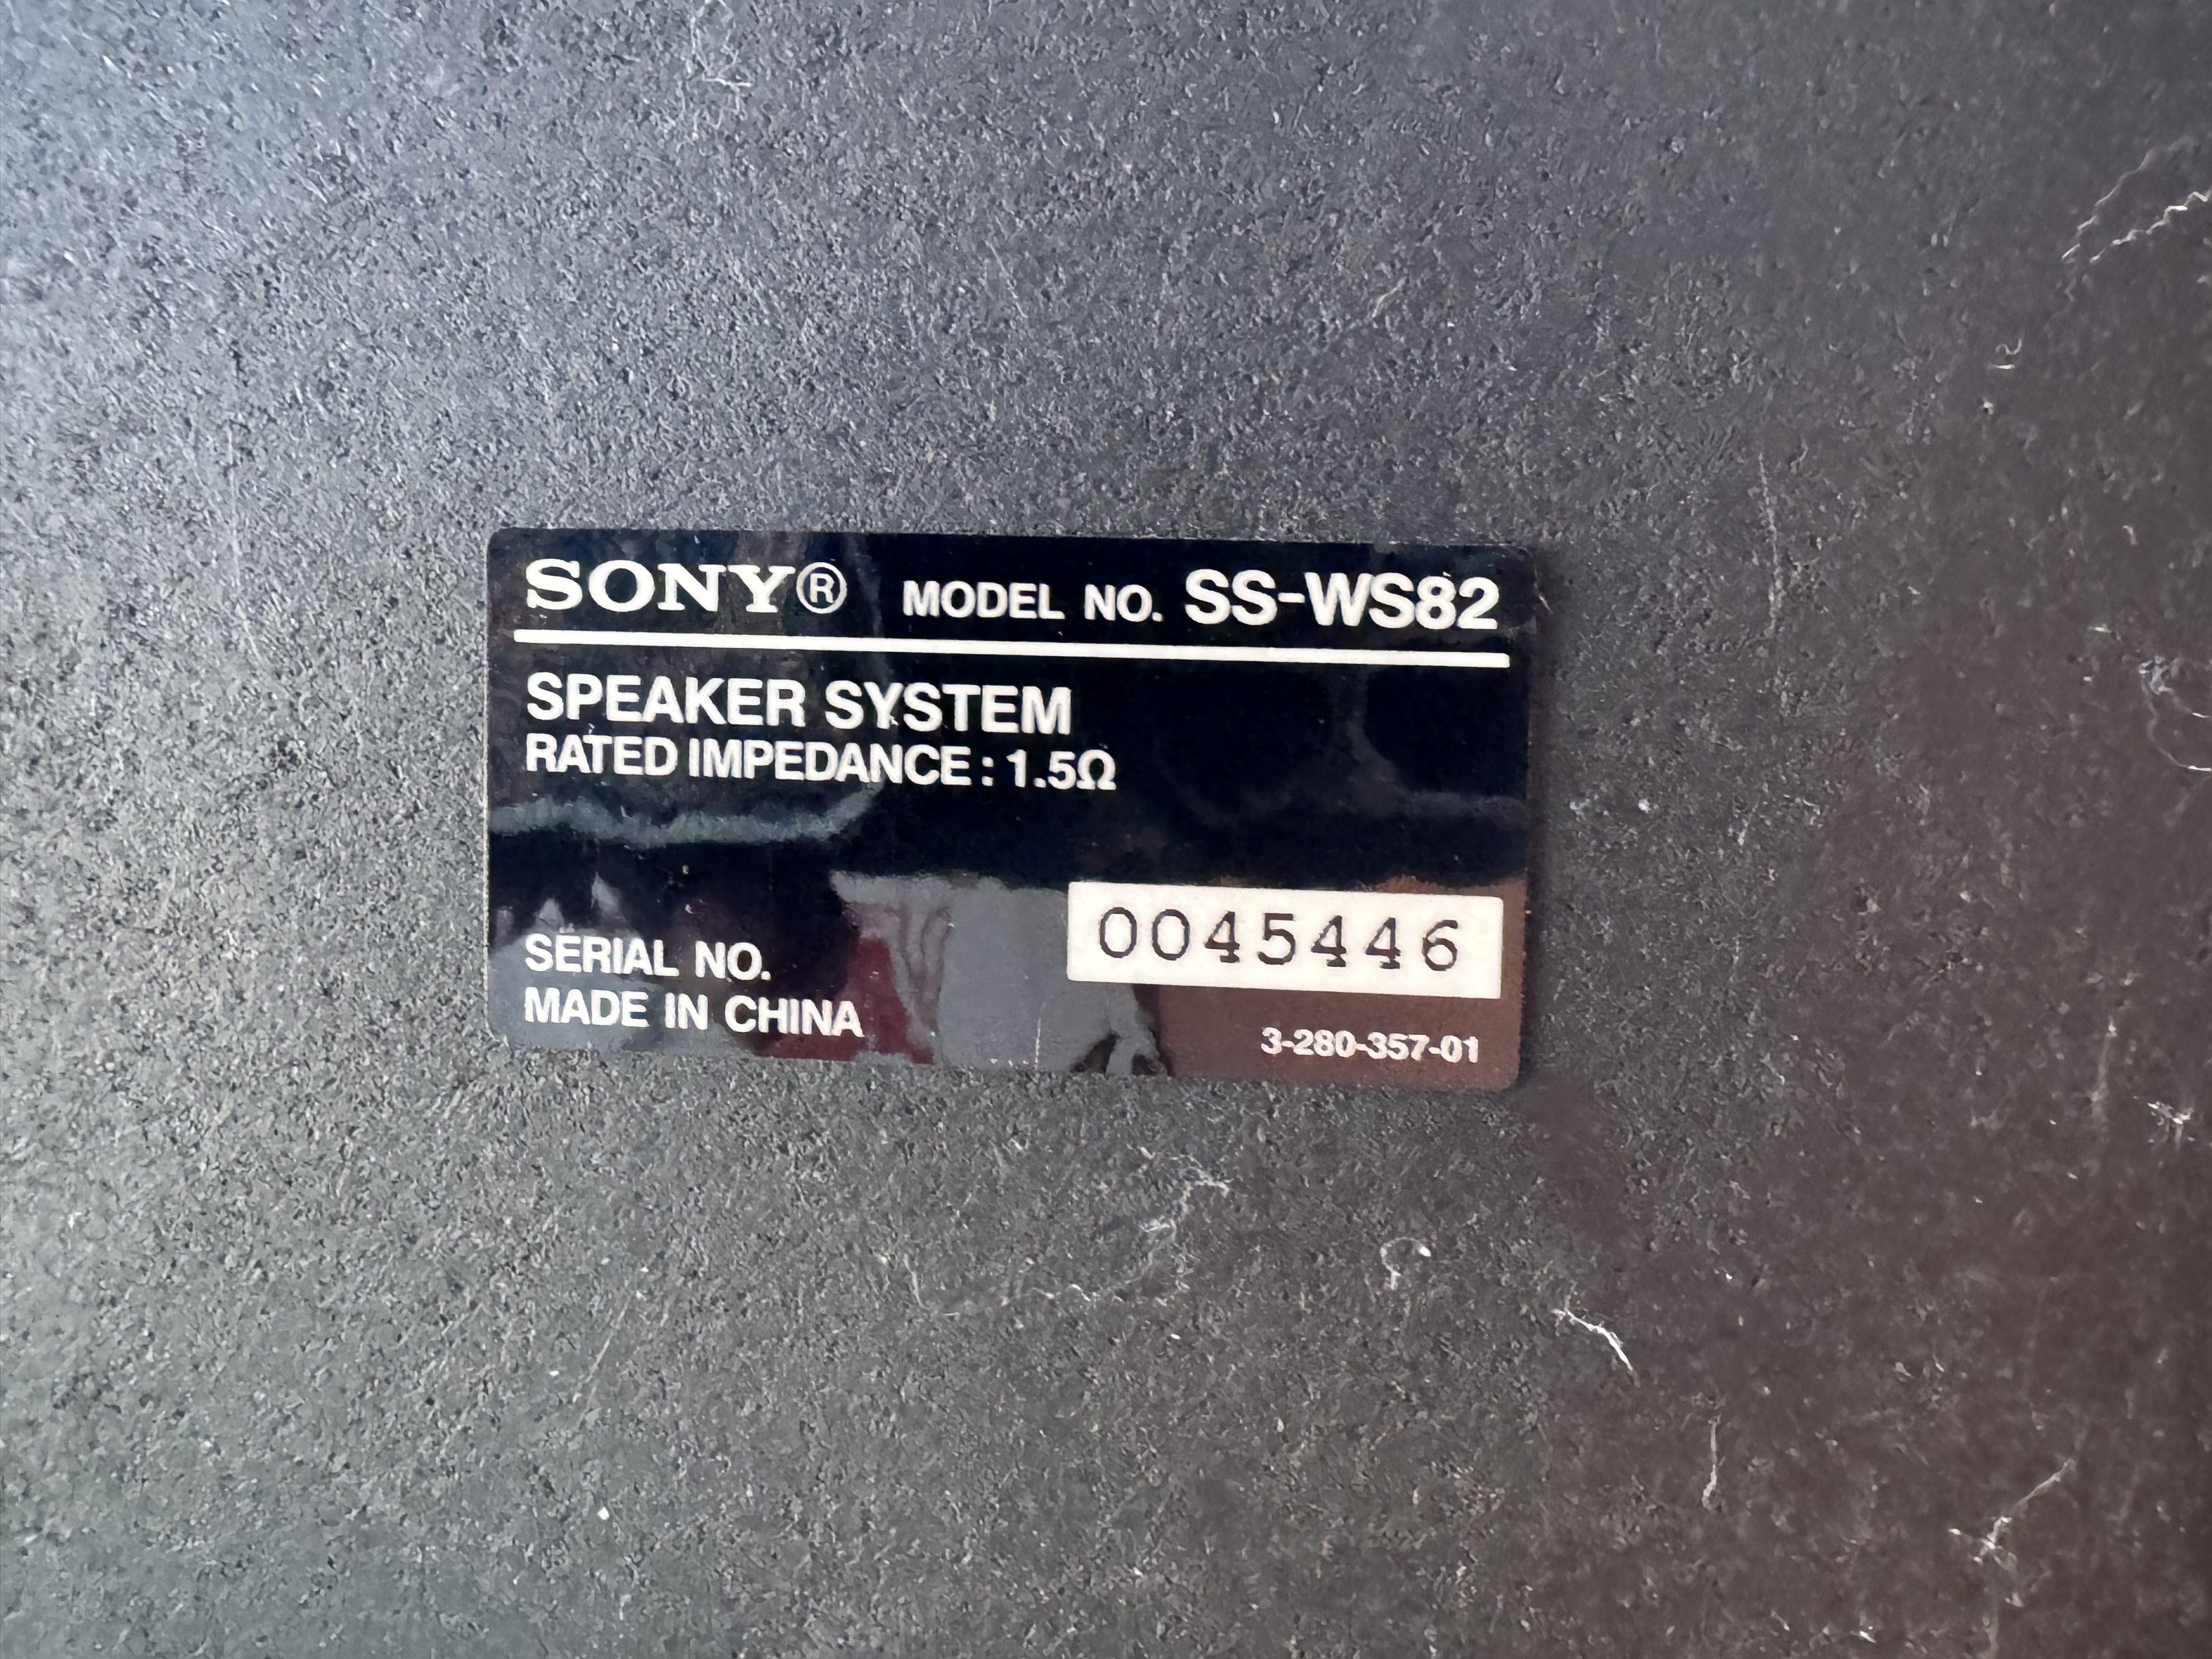 SONY® MODEL NO. SS-WS82
SPEAKER SYSTEM
RATED IMPEDANCE : 1.5Ω
0045446
SERIAL NO.
MADE IN CHINA
3-280-357-01